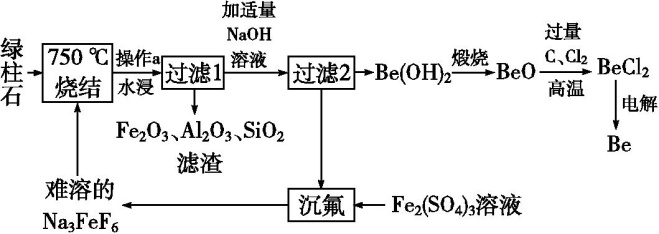 绿柱石
750 ℃
烧结
操作a
水浸
过滤1
加适量
NaOH
溶液
过滤2
Be(OH)₂
煅烧
BeO
过量
C、Cl₂
高温
BeCl₂
电解
Be
Fe₂O₃、Al₂O₃、SiO₂
滤渣
难溶的
Na₃FeF₆
沉氟
Fe₂(SO₄)₃溶液